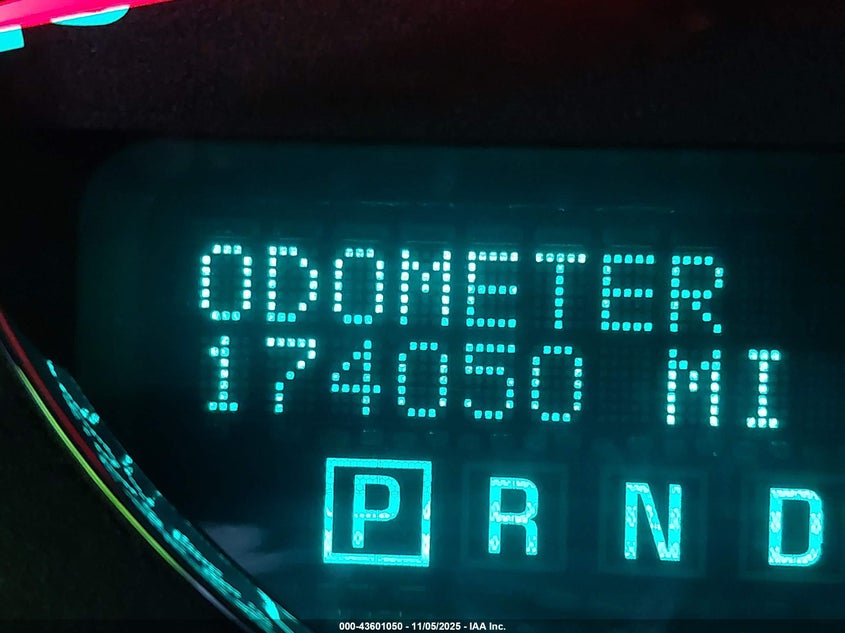 ODOMETER
174050 MI
P R N D
000-43601050 - 11/05/2025 - IAA Inc.